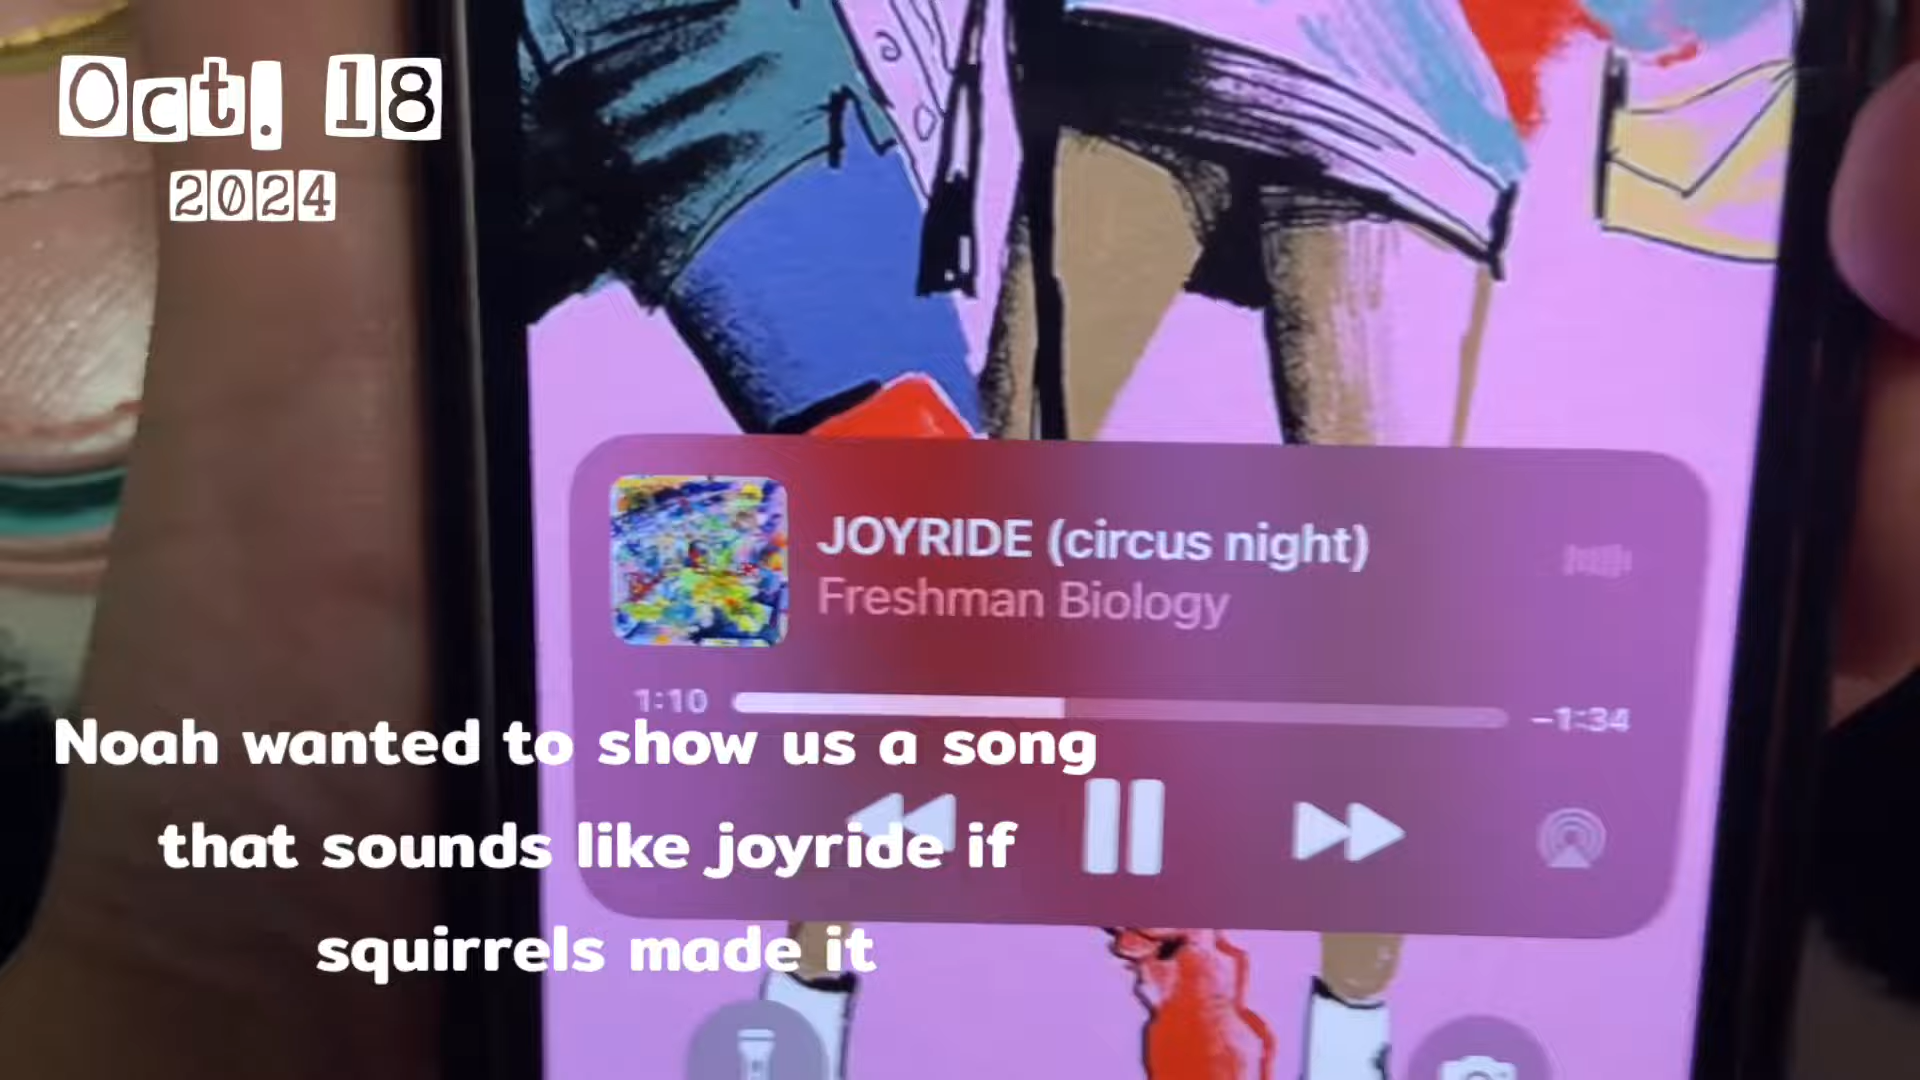 Oct. 18
2024
JOYRIDE (circus night)
Freshman Biology
1:10
-1:34
Noah wanted to show us a song
that sounds like joyride if
squirrels made it